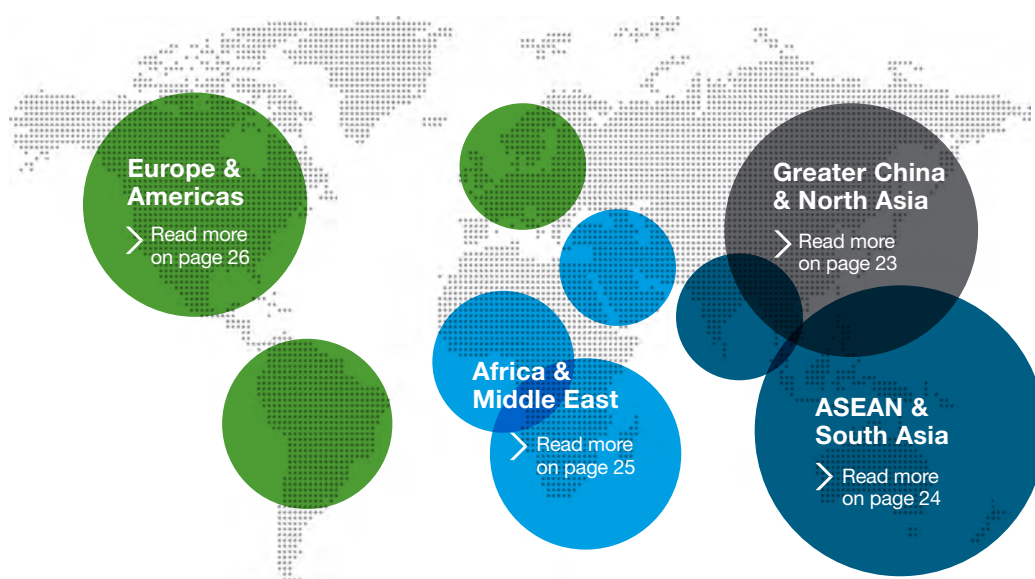 Europe &
Americas
Read more
on page 26
Greater China
& North Asia
Read more
on page 23
Africa &
Middle East
Read more
on page 25
ASEAN &
South Asia
Read more
on page 24